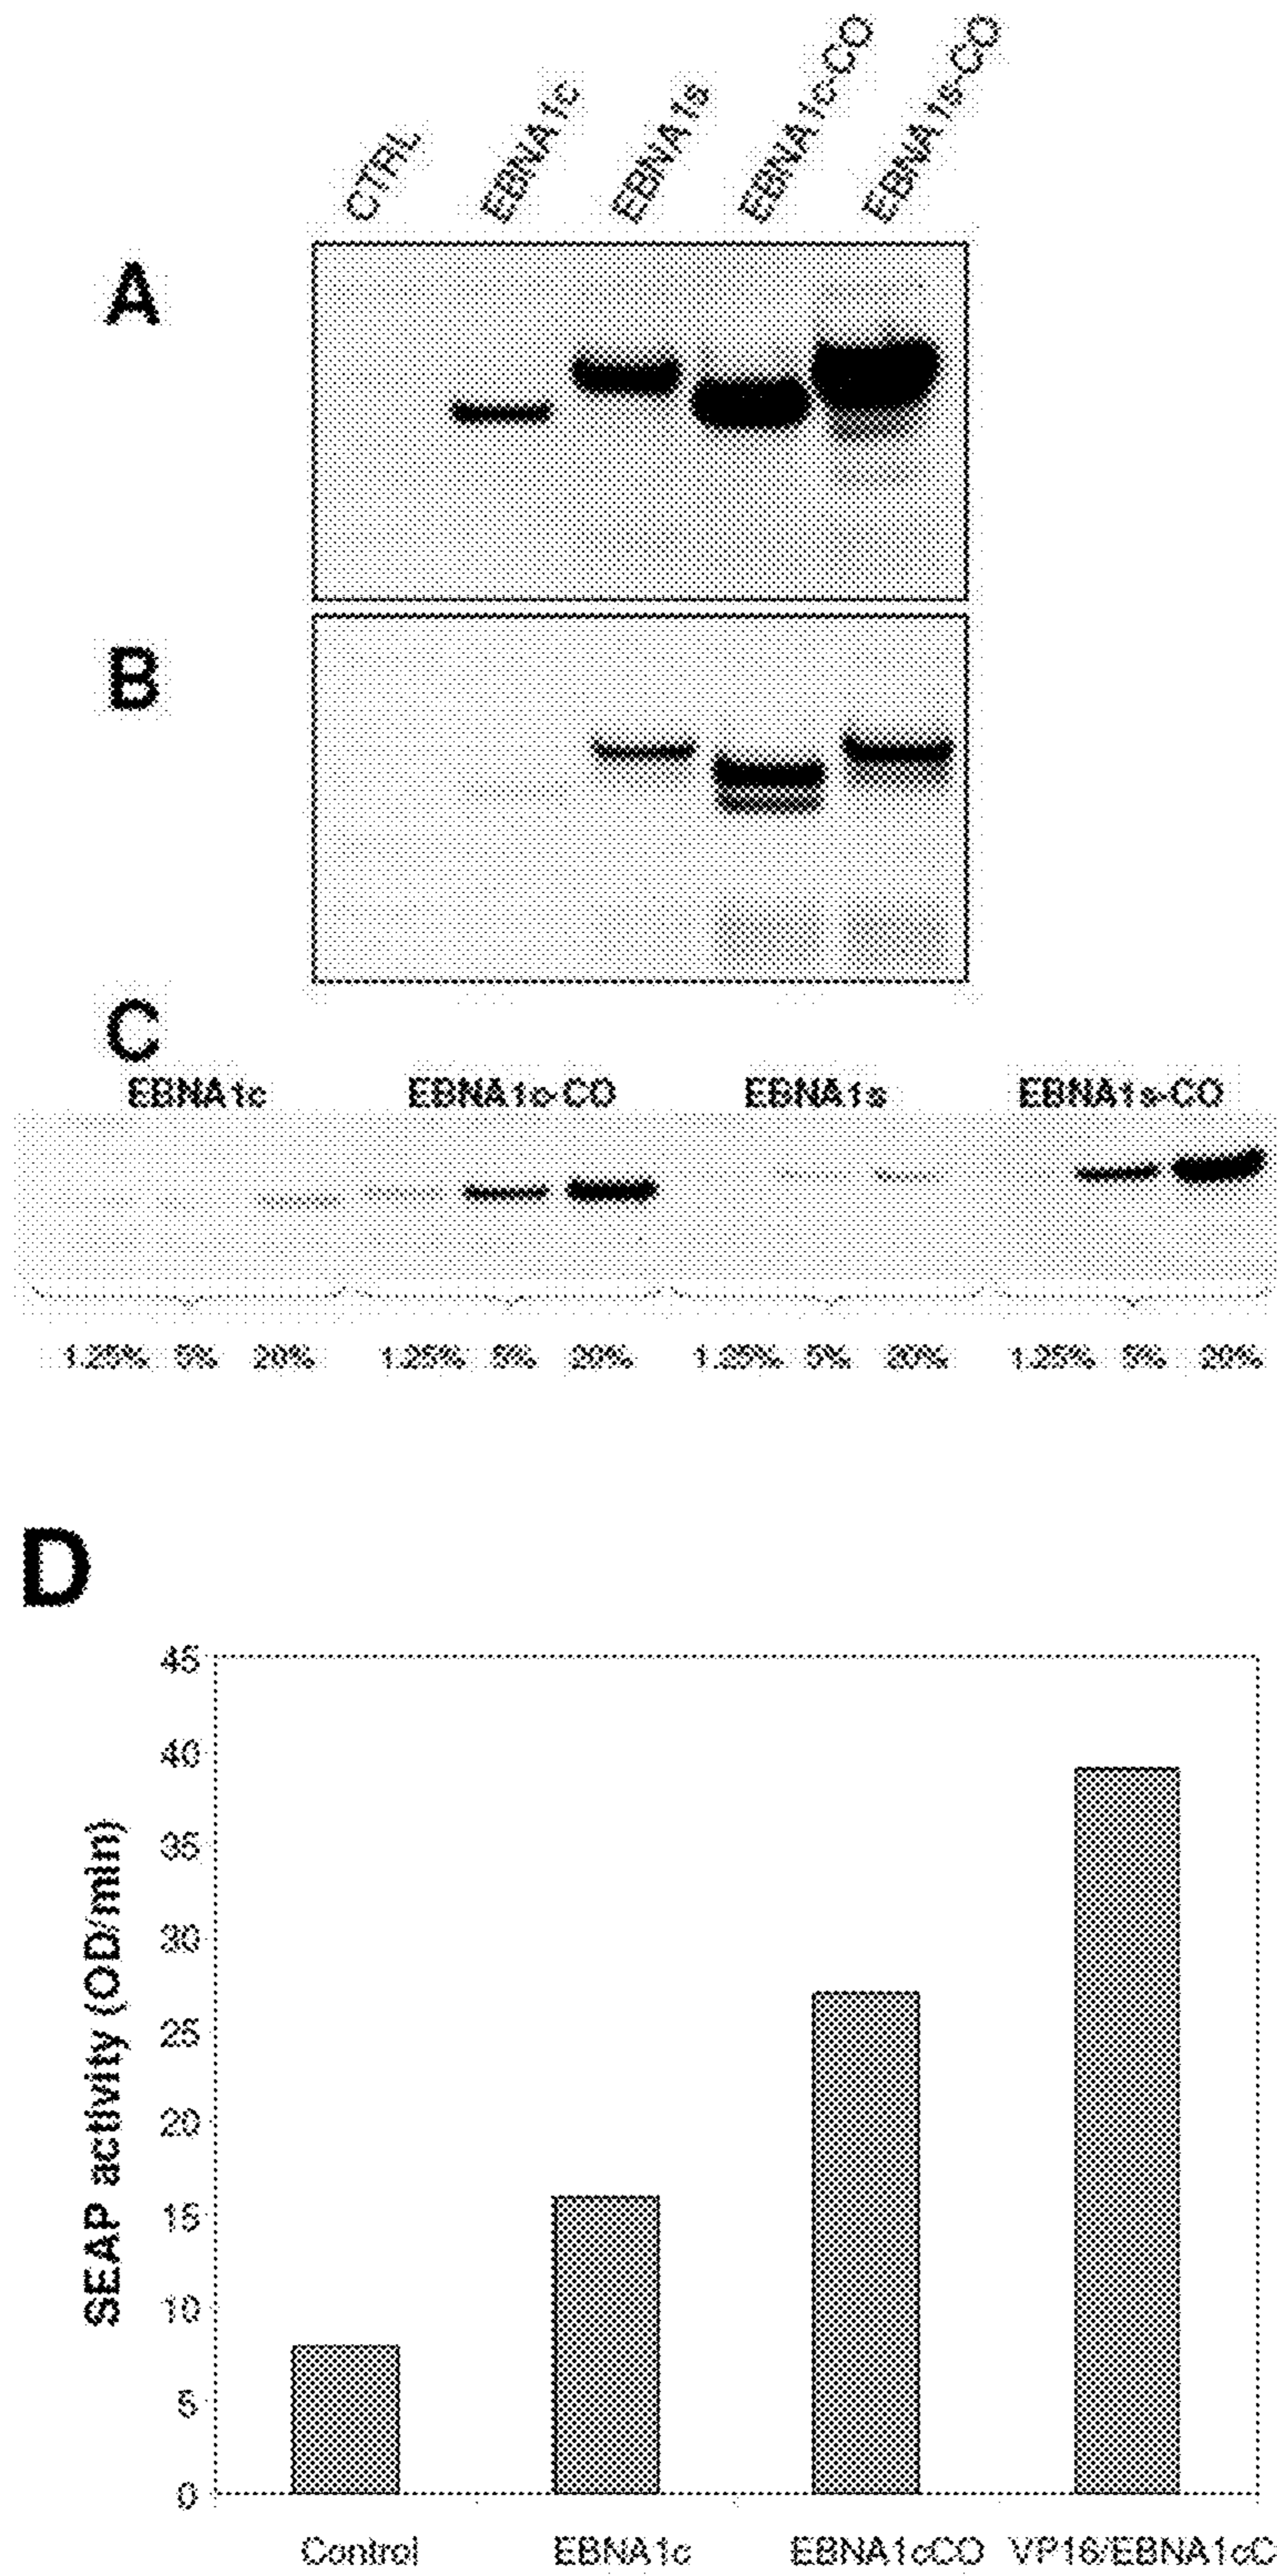 CTRL EBNA1c EBNA1s EBNA1c-CO EBNA1s-CO
A
B
C
EBNA1c EBNA1c-CO EBNA1s EBNA1s-CO
1.25% 5% 20% 1.25% 5% 20% 1.25% 5% 20% 1.25% 5% 20%
D
45
40
35
30
25
20
15
10
5
0
SEAP activity (OD/min)
Control EBNA1c EBNA1cCO VP16/EBNA1cC